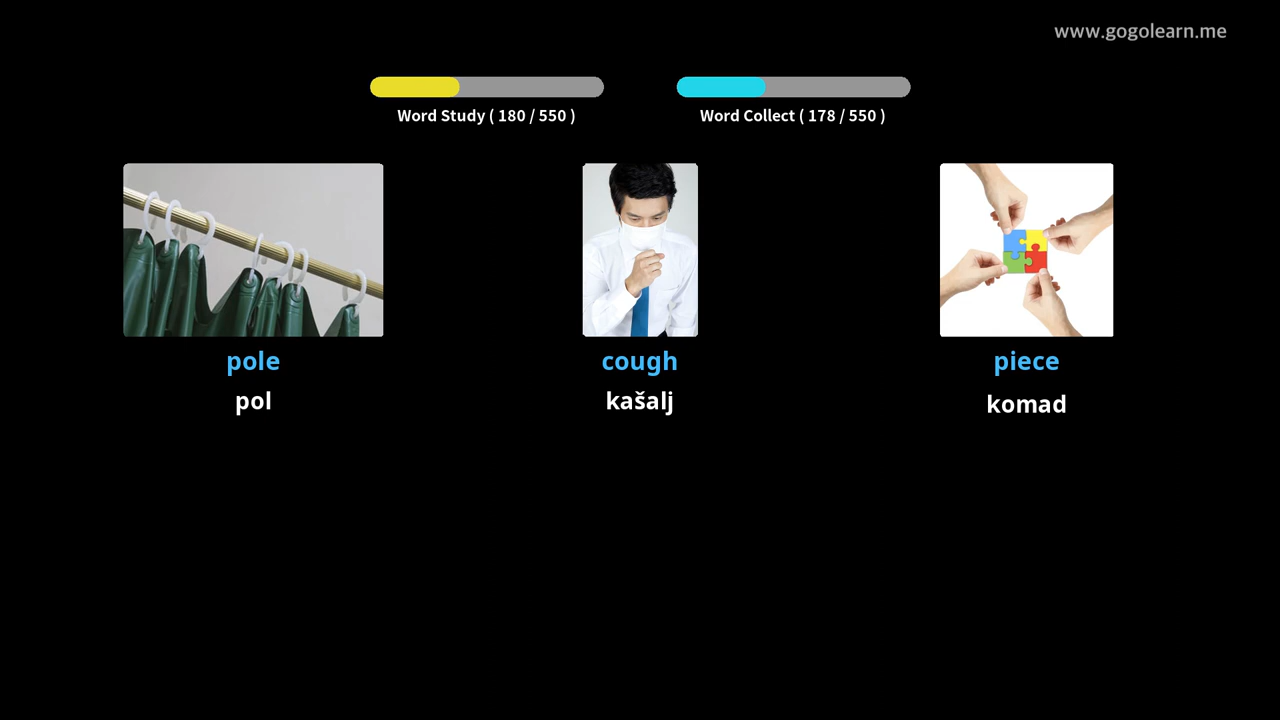 www.gogolearn.me
Word Study ( 180 / 550 )
Word Collect ( 178 / 550 )
pole
cough
piece
pol
kašalj
komad